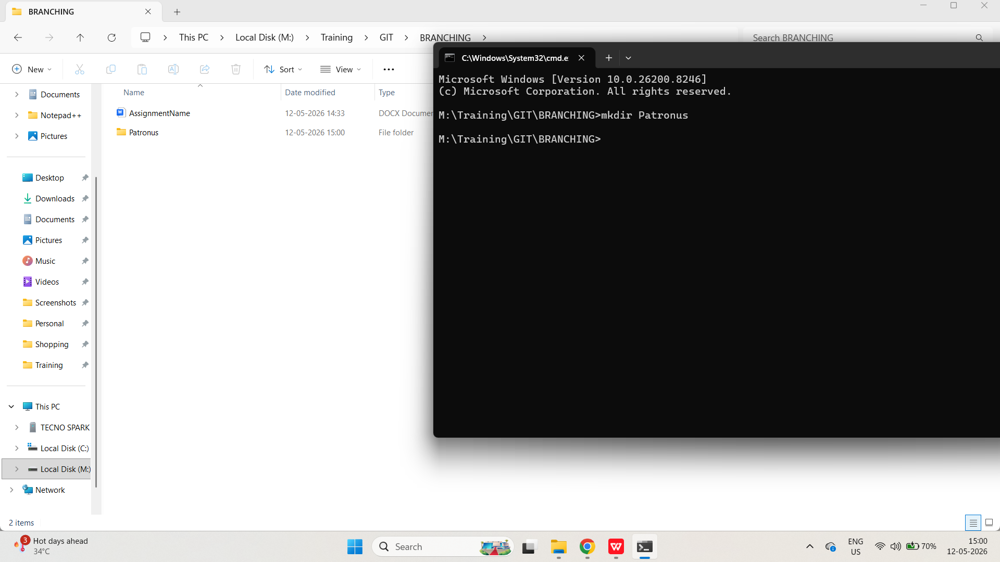 BRANCHING
This PC > Local Disk (M:) > Training > GIT > BRANCHING >
Search BRANCHING
New
Sort
View
Documents
Notepad++
Pictures
Desktop
Downloads
Documents
Pictures
Music
Videos
Screenshots
Personal
Shopping
Training
This PC
TECNO SPARK
Local Disk (C:)
Local Disk (M:)
Network
Name Date modified Type
AssignmentName 12-05-2026 14:33 DOCX Documen
Patronus 12-05-2026 15:00 File folder
C:\Windows\System32\cmd.e
Microsoft Windows [Version 10.0.26200.8246]
(c) Microsoft Corporation. All rights reserved.
M:\Training\GIT\BRANCHING>mkdir Patronus
M:\Training\GIT\BRANCHING>
2 items
3
Hot days ahead
34°C
Search
ENG
US
70%
15:00
12-05-2026